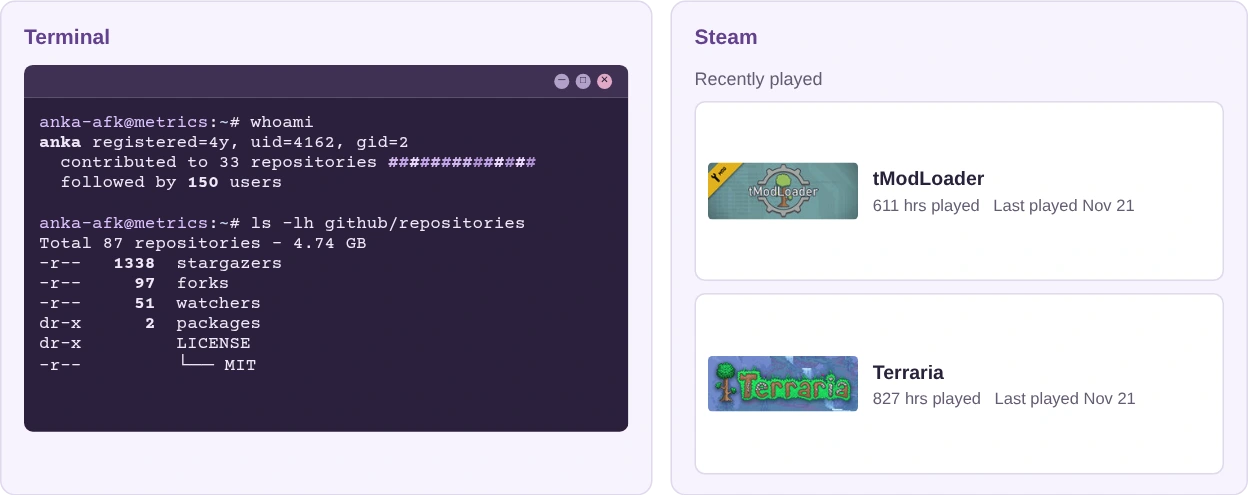 Terminal
anka-afk@metrics:~# whoami
anka registered=4y, uid=4162, gid=2
contributed to 33 repositories ##############
followed by 150 users
anka-afk@metrics:~# ls -lh github/repositories
Total 87 repositories - 4.74 GB
-r-- 1338 stargazers
-r-- 97 forks
-r-- 51 watchers
dr-x 2 packages
dr-x LICENSE
-r-- └── MIT
Steam
Recently played
MOD
tModLoader
tModLoader
611 hrs played Last played Nov 21
Terraria
Terraria
827 hrs played Last played Nov 21